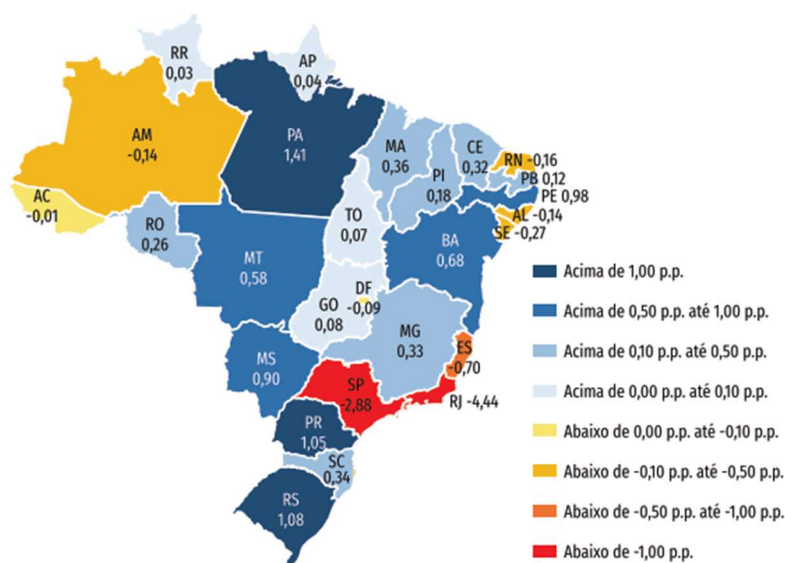 RR
0,03
AP
0,04
AM
-0,14
PA
1,41
MA
0,36
CE
0,32
RN -0,16
PB 0,12
PI
0,18
PE 0,98
AC
-0,01
AL -0,14
RO
0,26
TO
0,07
SE -0,27
MT
0,58
BA
0,68
DF
-0,09
GO
0,08
MG
0,33
ES
-0,70
MS
0,90
SP
-2,88
RJ -4,44
PR
1,05
SC
0,34
RS
1,08
Acima de 1,00 p.p.
Acima de 0,50 p.p. até 1,00 p.p.
Acima de 0,10 p.p. até 0,50 p.p.
Acima de 0,00 p.p. até 0,10 p.p.
Abaixo de 0,00 p.p. até -0,10 p.p.
Abaixo de -0,10 p.p. até -0,50 p.p.
Abaixo de -0,50 p.p. até -1,00 p.p.
Abaixo de -1,00 p.p.